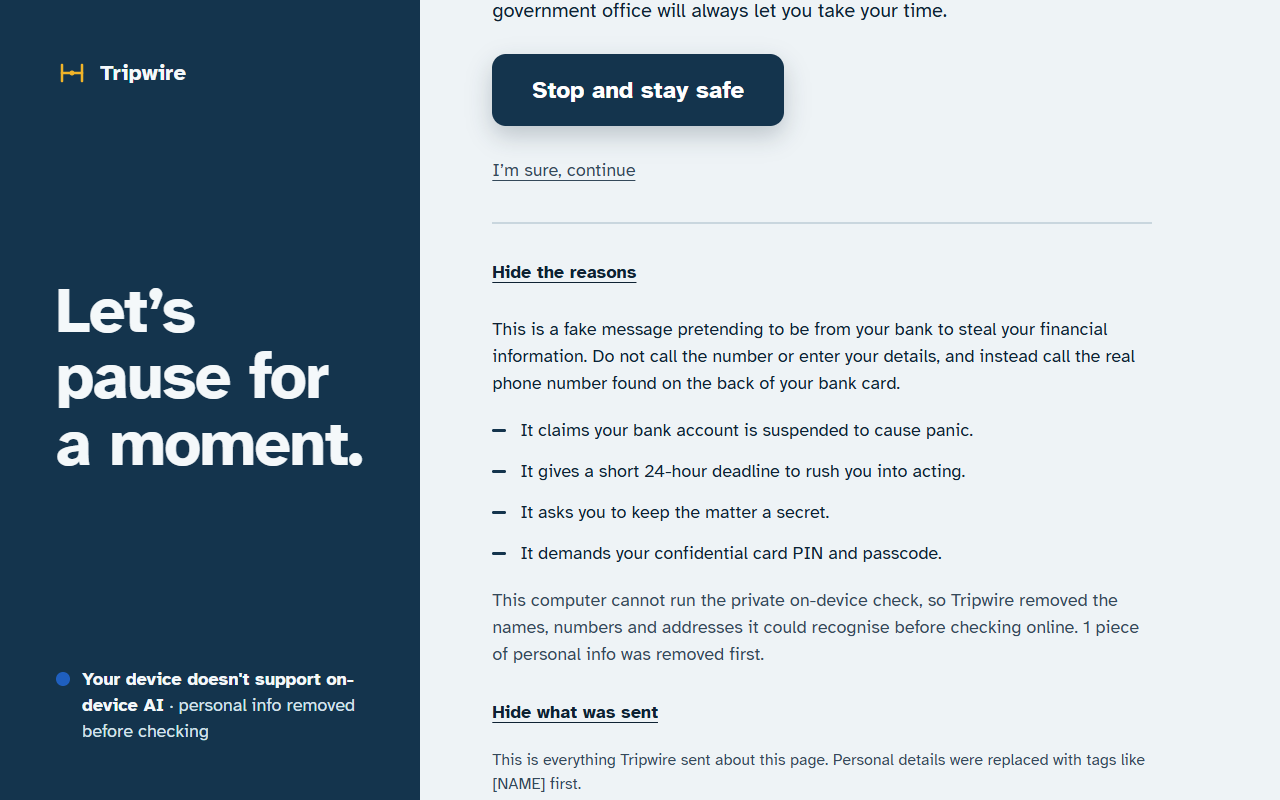 Tripwire
Let’s
pause for
a moment.
Your device doesn't support on-
device AI · personal info removed
before checking
government office will always let you take your time.
Stop and stay safe
I’m sure, continue
Hide the reasons
This is a fake message pretending to be from your bank to steal your financial
information. Do not call the number or enter your details, and instead call the real
phone number found on the back of your bank card.
It claims your bank account is suspended to cause panic.
It gives a short 24-hour deadline to rush you into acting.
It asks you to keep the matter a secret.
It demands your confidential card PIN and passcode.
This computer cannot run the private on-device check, so Tripwire removed the
names, numbers and addresses it could recognise before checking online. 1 piece
of personal info was removed first.
Hide what was sent
This is everything Tripwire sent about this page. Personal details were replaced with tags like
[NAME] first.